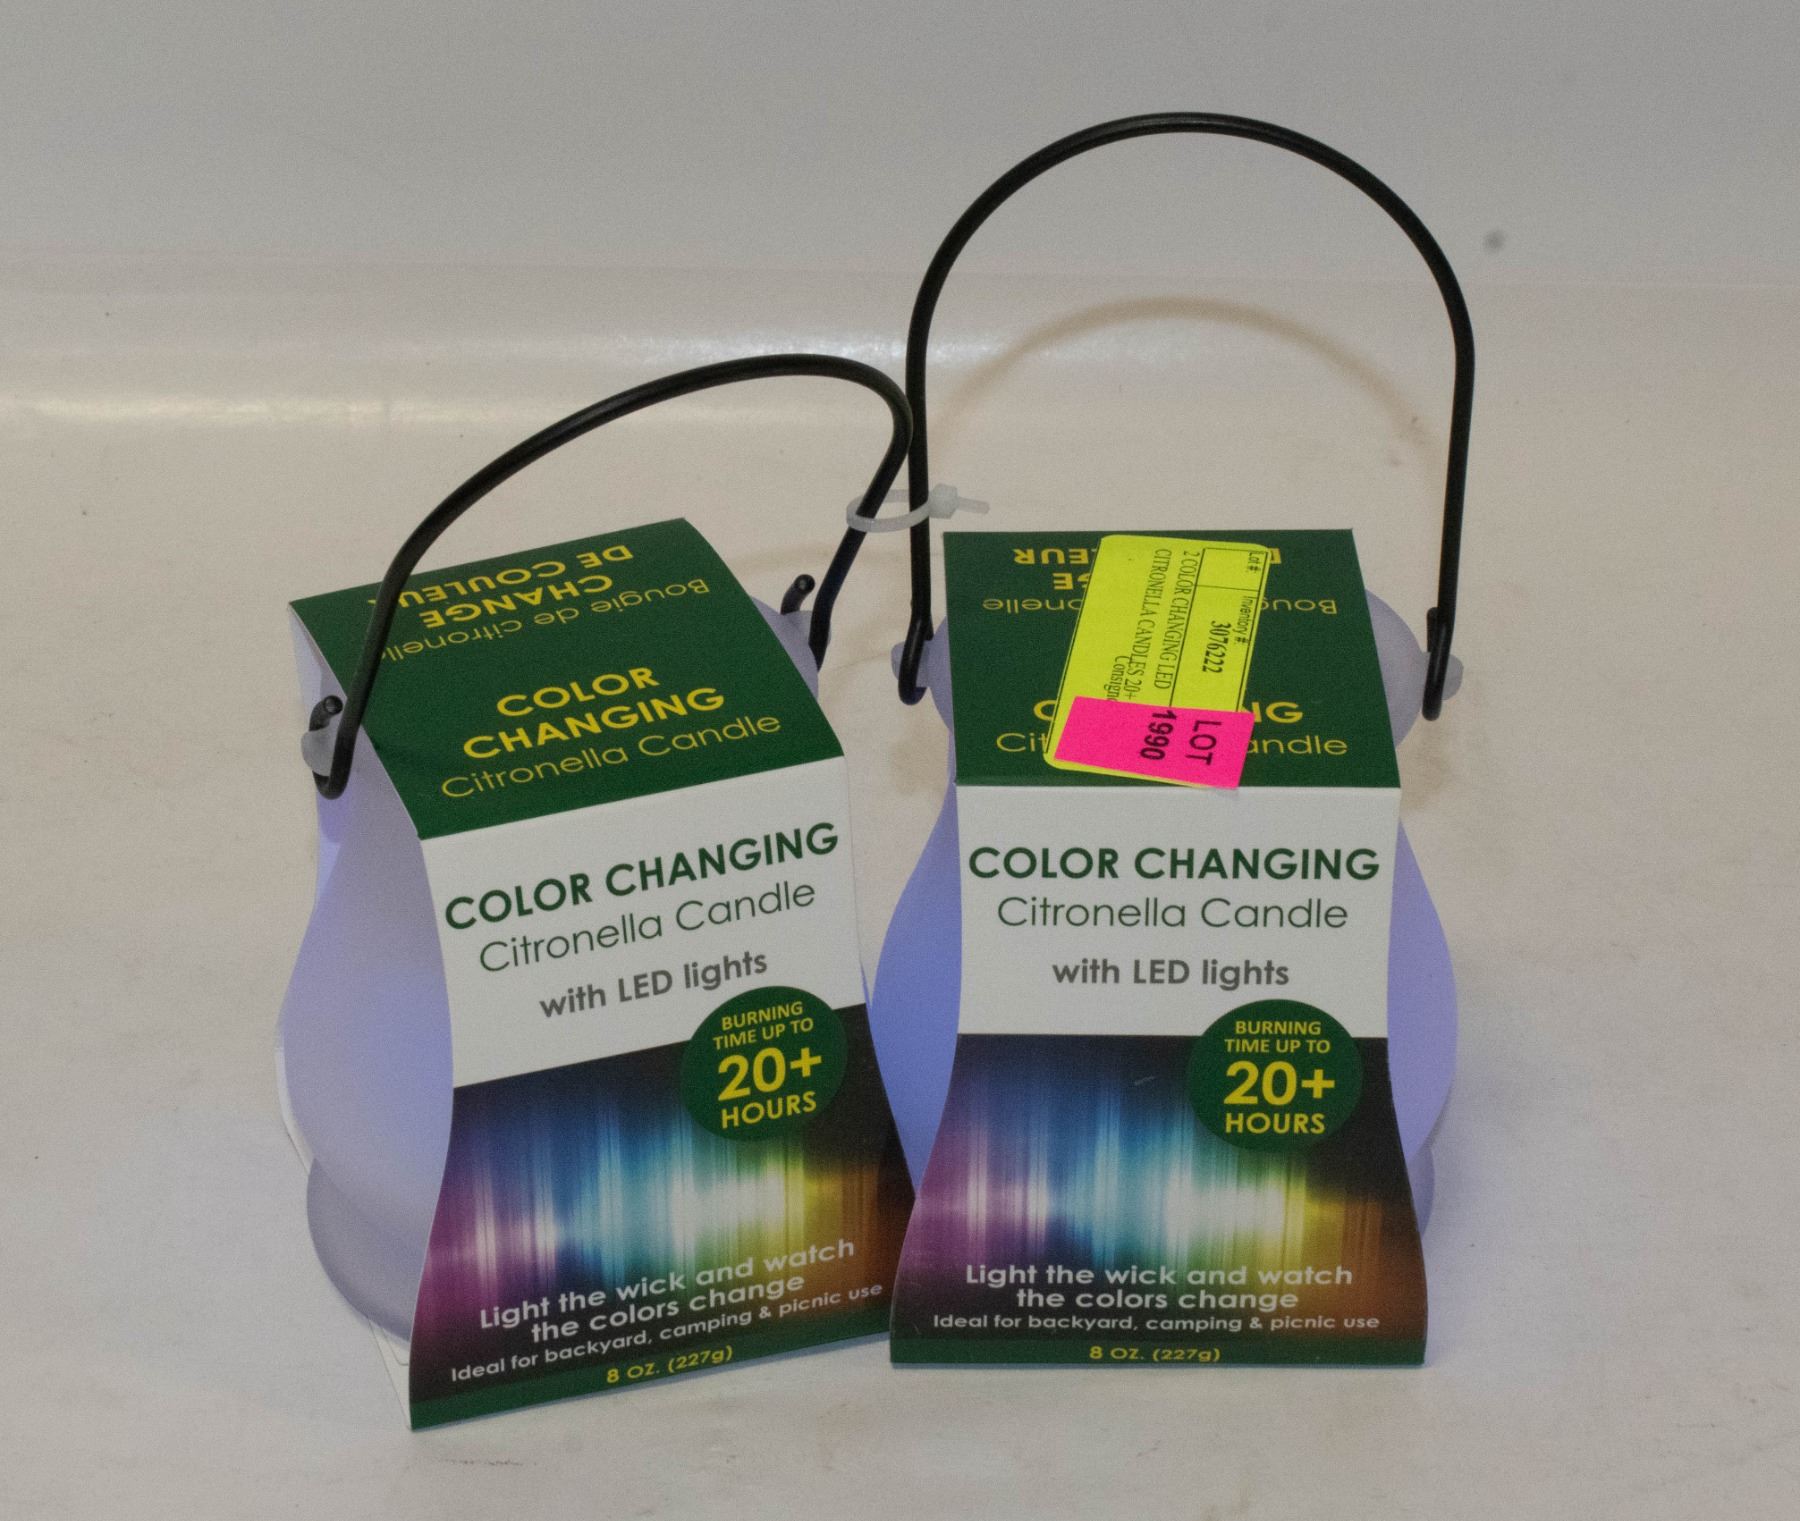 DE COULEUR
CHANGE
Bougie de citronelle
COLOR
CHANGING
Citronella Candle
COLOR CHANGING
Citronella Candle
with LED lights
BURNING
TIME UP TO
20+
HOURS
Light the wick and watch
the colors change
Ideal for backyard, camping & picnic use
8 OZ. (227g)
Lot #:
Inventory #:
3076222
2 COLOR CHANGING LED
CITRONELLA CANDLES 20+
LOT
1990
COLOR CHANGING
Citronella Candle
with LED lights
BURNING
TIME UP TO
20+
HOURS
Light the wick and watch
the colors change
Ideal for backyard, camping & picnic use
8 OZ. (227g)